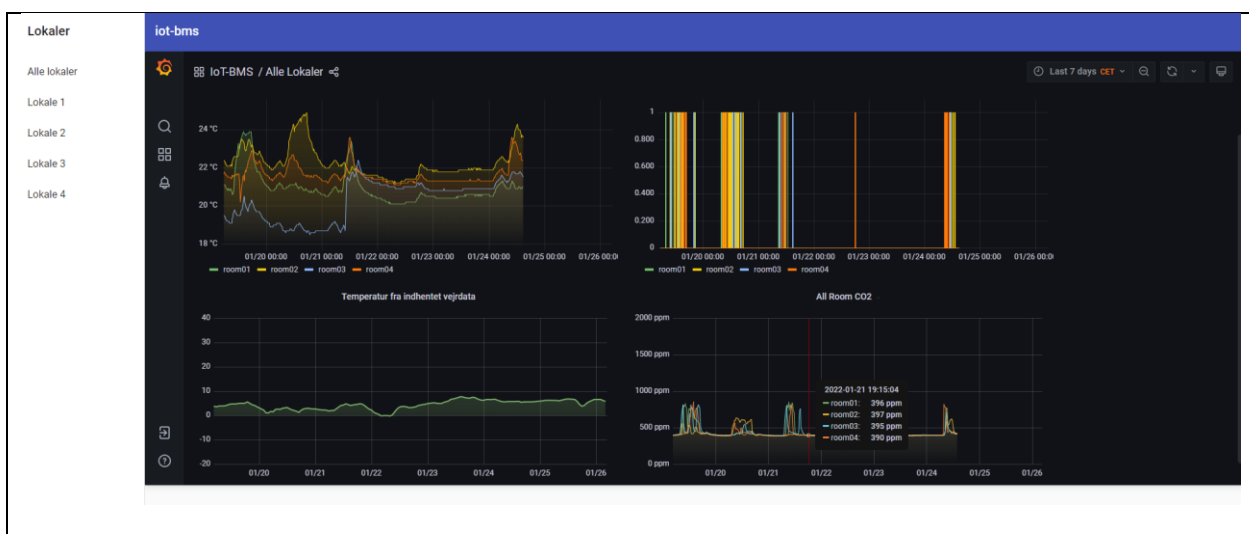 Lokaler
Alle lokaler
Lokale 1
Lokale 2
Lokale 3
Lokale 4
iot-bms
IoT-BMS / Alle Lokaler
Last 7 days CET
24 °C
22 °C
20 °C
18 °C
01/20 00:00 01/21 00:00 01/22 00:00 01/23 00:00 01/24 00:00 01/25 00:00 01/26 00:00
room01 room02 room03 room04
1
0.800
0.600
0.400
0.200
0
01/20 00:00 01/21 00:00 01/22 00:00 01/23 00:00 01/24 00:00 01/25 00:00 01/26 00:0
room01 room02 room03 room04
Temperatur fra indhentet vejrdata
40
30
20
10
0
-10
-20
01/20 01/21 01/22 01/23 01/24 01/25 01/26
All Room CO2
2000 ppm
1500 ppm
1000 ppm
500 ppm
0 ppm
2022-01-21 19:15:04
room01: 396 ppm
room02: 397 ppm
room03: 395 ppm
room04: 390 ppm
01/20 01/21 01/22 01/23 01/24 01/25 01/26